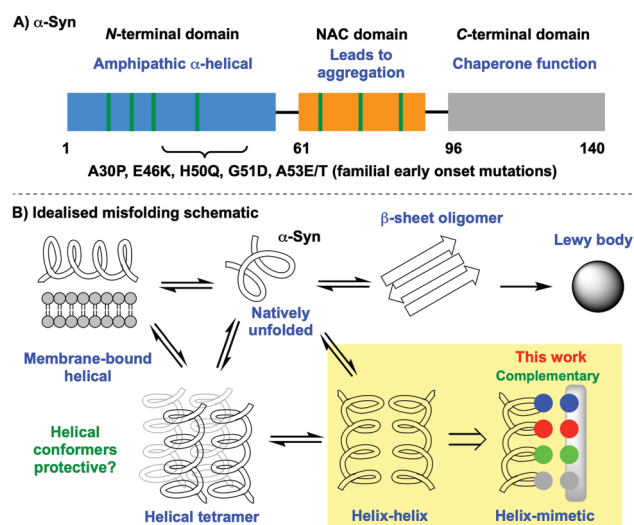 A) α-Syn
N-terminal domain
NAC domain
C-terminal domain
Amphipathic α-helical
Leads to
aggregation
Chaperone function
1
61
96
140
A30P, E46K, H50Q, G51D, A53E/T (familial early onset mutations)
B) Idealised misfolding schematic
α-Syn
β-sheet oligomer
Lewy body
Natively
unfolded
Membrane-bound
helical
This work
Complementary
Helical
conformers
protective?
Helical tetramer
Helix-helix
Helix-mimetic